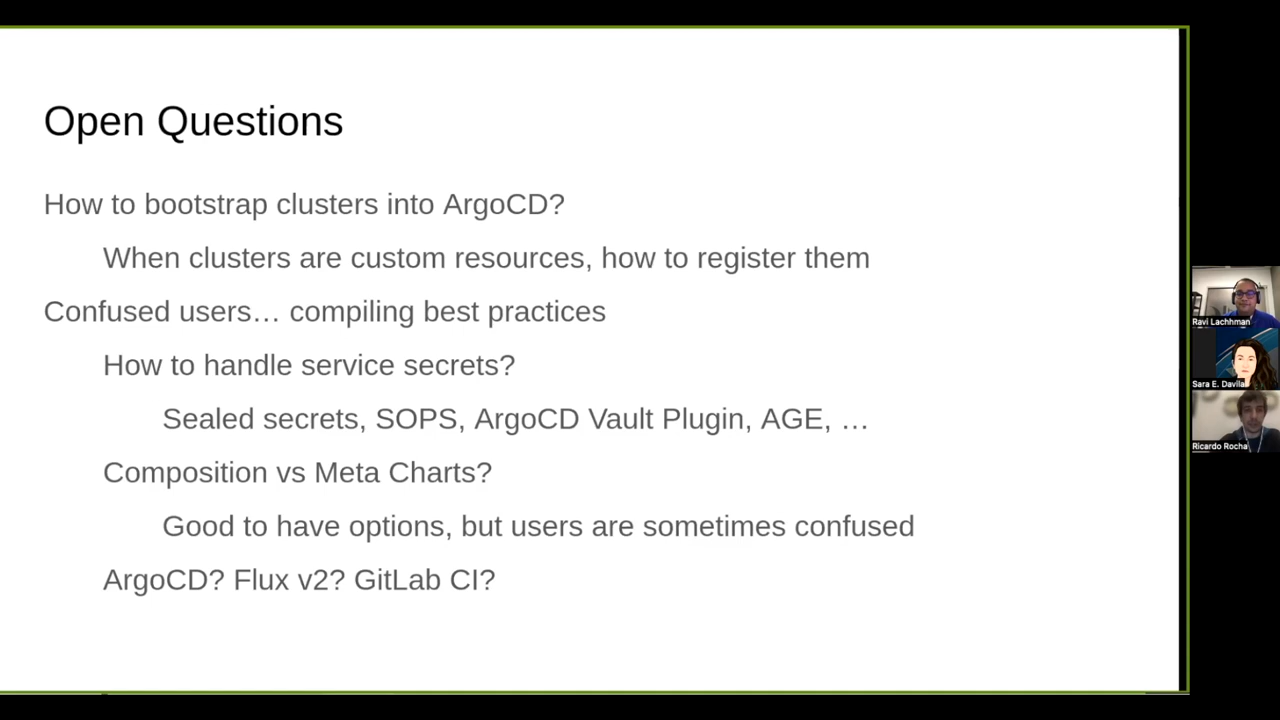 Open Questions
How to bootstrap clusters into ArgoCD?
When clusters are custom resources, how to register them
Confused users… compiling best practices
How to handle service secrets?
Sealed secrets, SOPS, ArgoCD Vault Plugin, AGE, …
Composition vs Meta Charts?
Good to have options, but users are sometimes confused
ArgoCD? Flux v2? GitLab CI?
Ravi Lachhman
Sara E. Davila
Ricardo Rocha